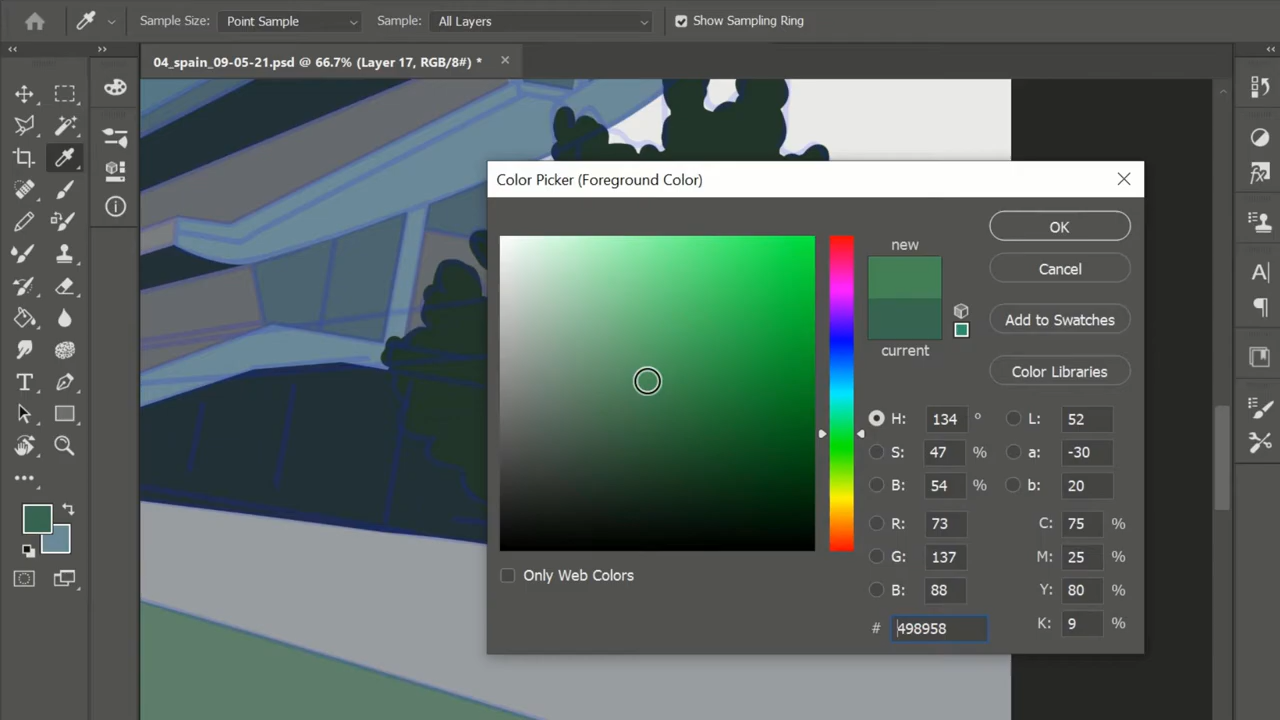 Sample Size: Point Sample Sample: All Layers Show Sampling Ring
04_spain_09-05-21.psd @ 66.7% (Layer 17, RGB/8#) *
Color Picker (Foreground Color)
new
current
OK
Cancel
Add to Swatches
Color Libraries
H: 134 °
S: 47 %
B: 54 %
R: 73
G: 137
B: 88
# 498958
L: 52
a: -30
b: 20
C: 75 %
M: 25 %
Y: 80 %
K: 9 %
Only Web Colors